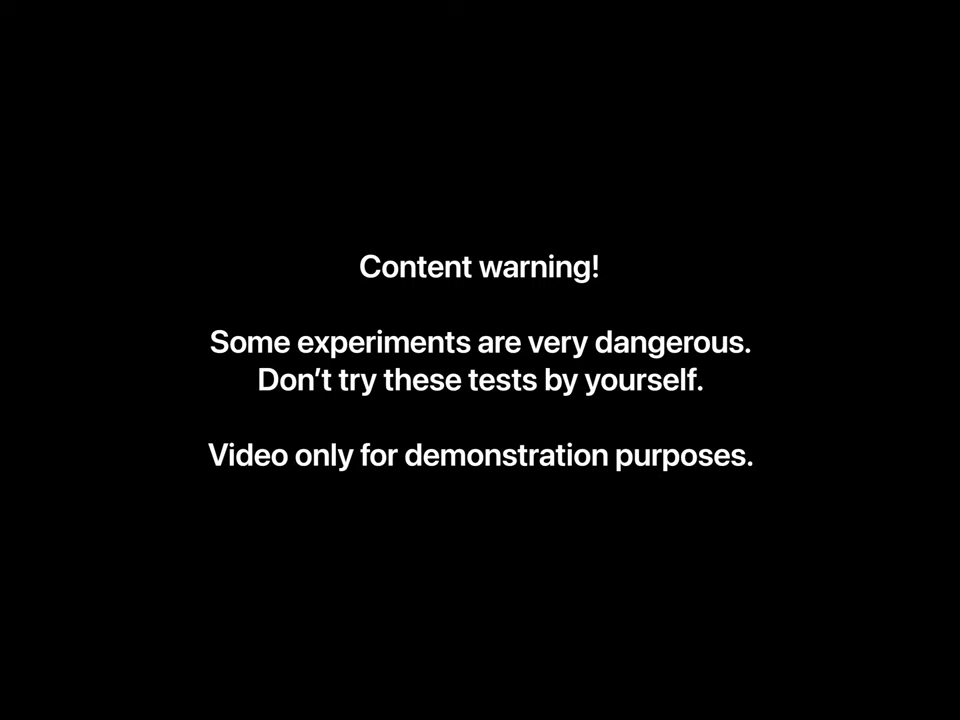 Content warning!
Some experiments are very dangerous.
Don’t try these tests by yourself.
Video only for demonstration purposes.